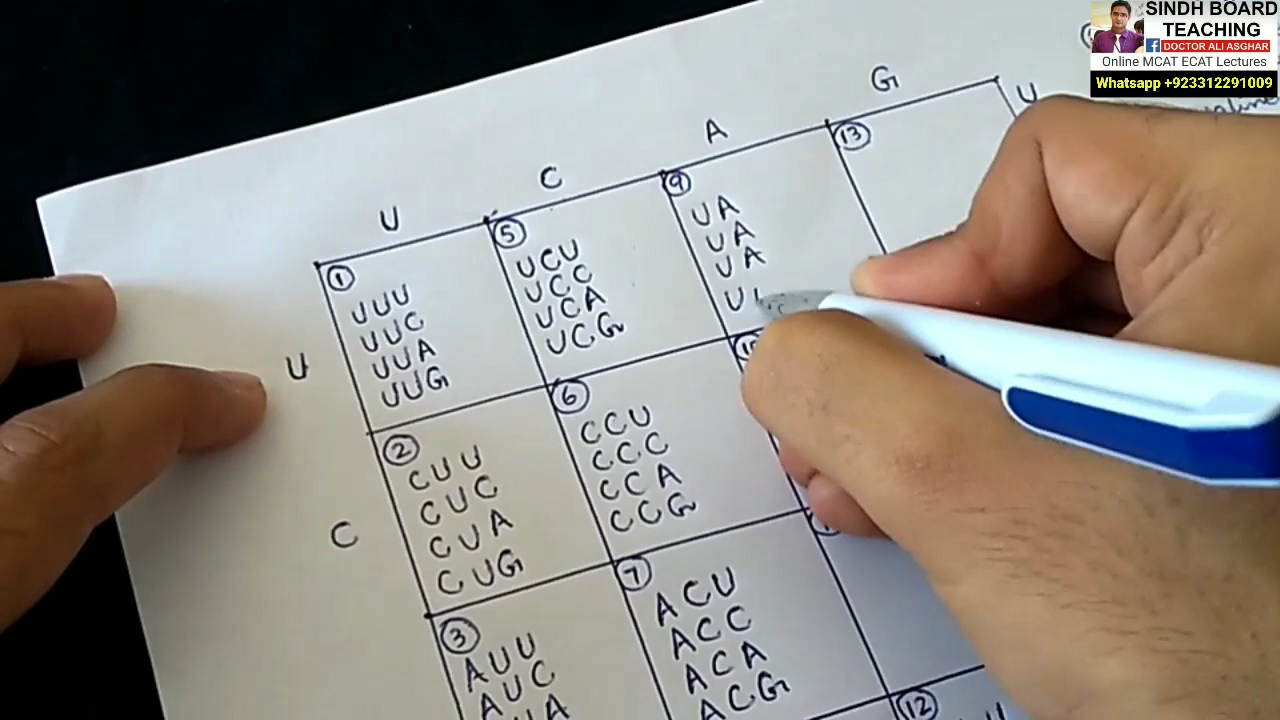 SINDH BOARD
TEACHING
DOCTOR ALI ASGHAR
Online MCAT ECAT Lectures
Whatsapp +923312291009
U C A G
U
1
UUU
UUC
UUA
UUG
5
UCU
UCC
UCA
UCG
9
UA
UA
UA
U
13
U
C
2
CUU
CUC
CUA
CUG
6
CCU
CCC
CCA
CCG
10
3
AUU
AUC
UA
7
ACU
ACC
ACA
ACG
12
U